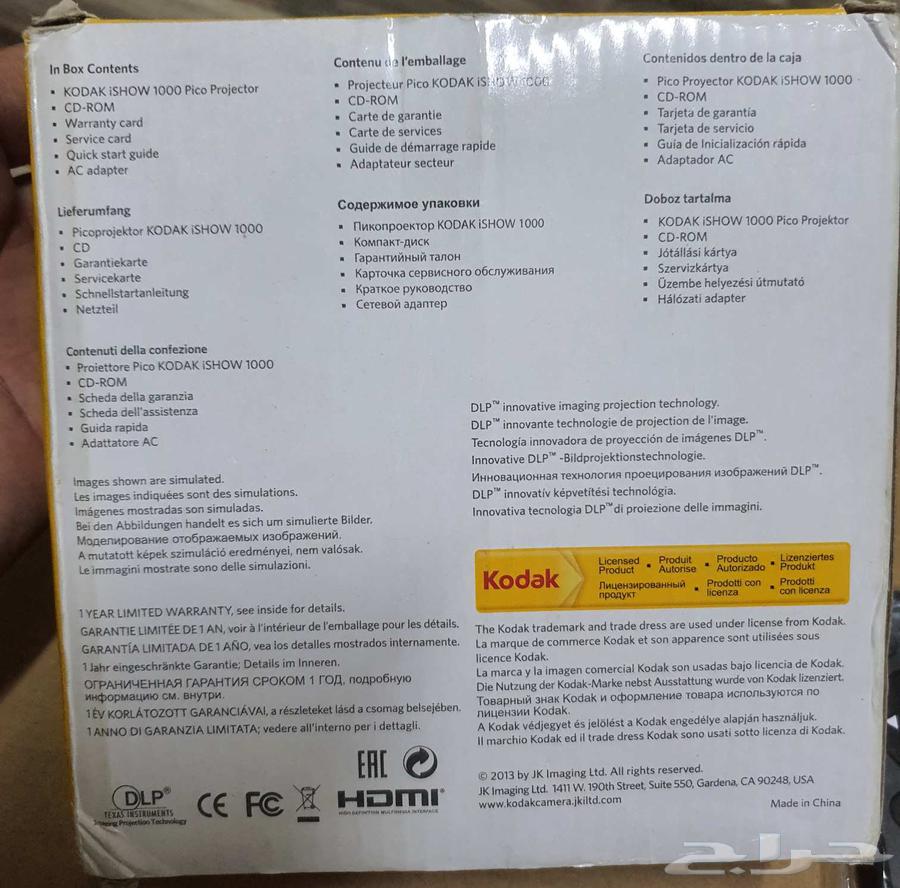 In Box Contents
▪ KODAK iSHOW 1000 Pico Projector
▪ CD-ROM
▪ Warranty card
▪ Service card
▪ Quick start guide
▪ AC adapter
Contenu de l'emballage
▪ Projecteur Pico KODAK iSHOW 1000
▪ CD-ROM
▪ Carte de garantie
▪ Carte de services
▪ Guide de démarrage rapide
▪ Adaptateur secteur
Contenidos dentro de la caja
▪ Pico Proyector KODAK iSHOW 1000
▪ CD-ROM
▪ Tarjeta de garantía
▪ Tarjeta de servicio
▪ Guía de Inicialización rápida
▪ Adaptador AC
Lieferumfang
▪ Picoprojektor KODAK iSHOW 1000
▪ CD
▪ Garantiekarte
▪ Servicekarte
▪ Schnellstartanleitung
▪ Netzteil
Содержимое упаковки
▪ Пикопроектор KODAK iSHOW 1000
▪ Компакт-диск
▪ Гарантийный талон
▪ Карточка сервисного обслуживания
▪ Краткое руководство
▪ Сетевой адаптер
Doboz tartalma
▪ KODAK iSHOW 1000 Pico Projektor
▪ CD-ROM
▪ Jótállási kártya
▪ Szervizkártya
▪ Üzembe helyezési útmutató
▪ Hálózati adapter
Contenuti della confezione
▪ Proiettore Pico KODAK iSHOW 1000
▪ CD-ROM
▪ Scheda della garanzia
▪ Scheda dell'assistenza
▪ Guida rapida
▪ Adattatore AC
DLP™ innovative imaging projection technology.
DLP™ innovante technologie de projection de l'image.
Tecnología innovadora de proyección de imágenes DLP™.
Innovative DLP™ -Bildprojektionstechnologie.
Инновационная технология проецирования изображений DLP™.
DLP™ innovatív képvetítési technológia.
Innovativa tecnologia DLP™ di proiezione delle immagini.
Images shown are simulated.
Les images indiquées sont des simulations.
Imágenes mostradas son simuladas.
Bei den Abbildungen handelt es sich um simulierte Bilder.
Моделирование отображаемых изображений.
A mutatott képek szimuláció eredményei, nem valósak.
Le immagini mostrate sono delle simulazioni.
Kodak
Licensed Product ▪ Produit Autorise ▪ Producto Autorizado ▪ Lizenziertes Produkt
Лицензированный продукт ▪ Prodotti con licenza ▪ Prodotti con licenza
1 YEAR LIMITED WARRANTY, see inside for details.
GARANTIE LIMITÉE DE 1 AN, voir à l'intérieur de l'emballage pour les détails.
GARANTÍA LIMITADA DE 1 AÑO, vea los detalles mostrados internamente.
1 Jahr eingeschränkte Garantie; Details im Inneren.
ОГРАНИЧЕННАЯ ГАРАНТИЯ СРОКОМ 1 ГОД, подробную
информацию см. внутри.
1 ÉV KORLÁTOZOTT GARANCIÁVAL, a részleteket lásd a csomag belsejében.
1 ANNO DI GARANZIA LIMITATA; vedere all'interno per i dettagli.
The Kodak trademark and trade dress are used under license from Kodak.
La marque de commerce Kodak et son apparence sont utilisées sous
licence Kodak.
La marca y la imagen comercial Kodak son usadas bajo licencia de Kodak.
Die Nutzung der Kodak-Marke nebst Ausstattung wurde von Kodak lizenziert.
Товарный знак Kodak и оформление товара используются по
лицензии Kodak.
A Kodak védjegyet és jelölést a Kodak engedélye alapján használjuk.
Il marchio Kodak ed il trade dress Kodak sono usati sotto licenza di Kodak.
EAC
DLP®
TEXAS INSTRUMENTS
Imaging Projection Technology
CE FC HDMI®
HIGH DEFINITION MULTIMEDIA INTERFACE
© 2013 by JK Imaging Ltd. All rights reserved.
JK Imaging Ltd. 1411 W. 190th Street, Suite 550, Gardena, CA 90248, USA
www.kodakcamera.jkiltd.com
Made in China
حراج